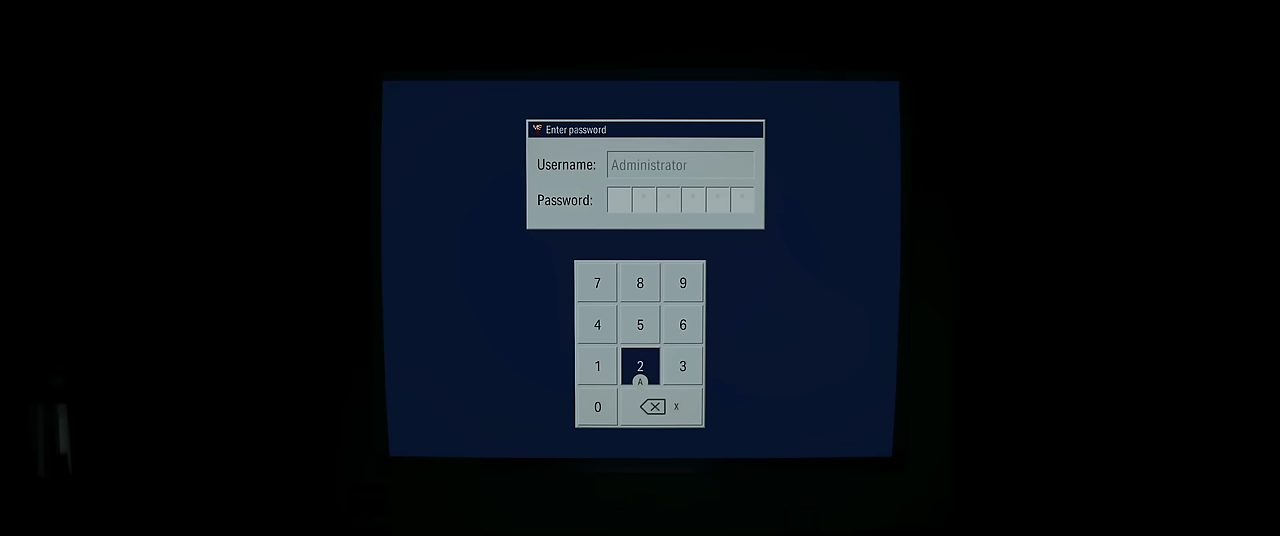 Enter password
Username: Administrator
Password: * * * * *
7 8 9
4 5 6
1 2 3
A
0 X